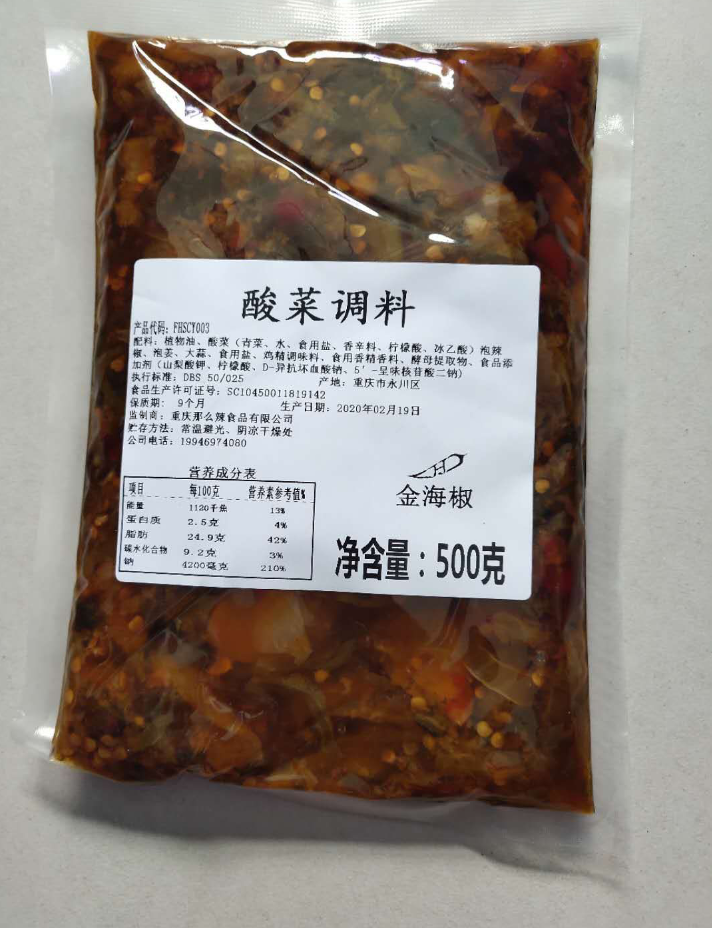 酸菜调料
产品代码：FHSCY003
配料：植物油、酸菜（青菜、水、食用盐、香辛料、柠檬酸、冰乙酸）泡辣
椒、泡姜、大蒜、食用盐、鸡精调味料、食用香精香料、酵母提取物、食品添
加剂（山梨酸钾、柠檬酸、D-异抗坏血酸钠、5′-呈味核苷酸二钠）
执行标准：DBS 50/025 产地：重庆市永川区
食品生产许可证号：SC10450011819142
保质期：9个月 生产日期：2020年02月19日
监制商：重庆那么辣食品有限公司
贮存方法：常温避光、阴凉干燥处
公司电话：19946974080
营养成分表
项目 每100克 营养素参考值%
能量 1120千焦 13%
蛋白质 2.5克 4%
脂肪 24.9克 42%
碳水化合物 9.2克 3%
钠 4200毫克 210%
金海椒
净含量：500克